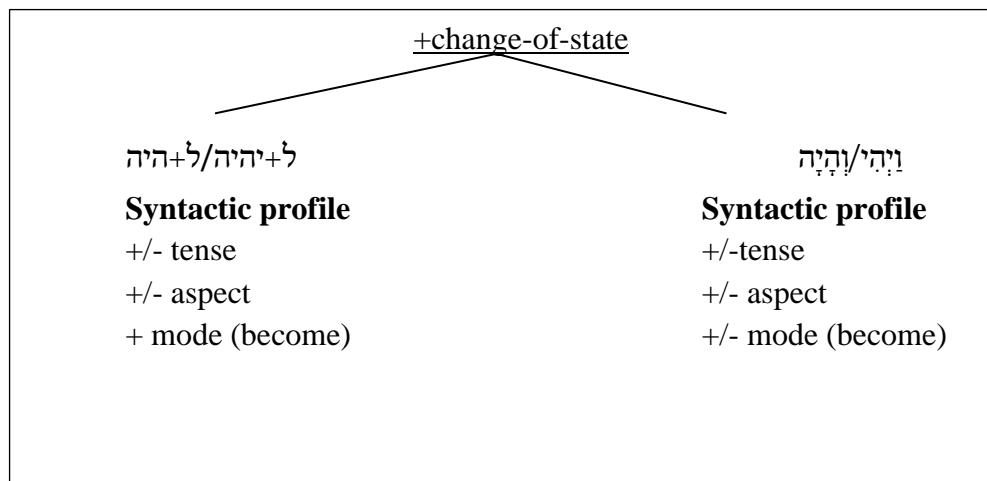 +change-of-state
ל+יהיה/ל+היה וַיְהִי/וְהָיָה
Syntactic profile Syntactic profile
+/- tense +/-tense
+/- aspect +/- aspect
+ mode (become) +/- mode (become)